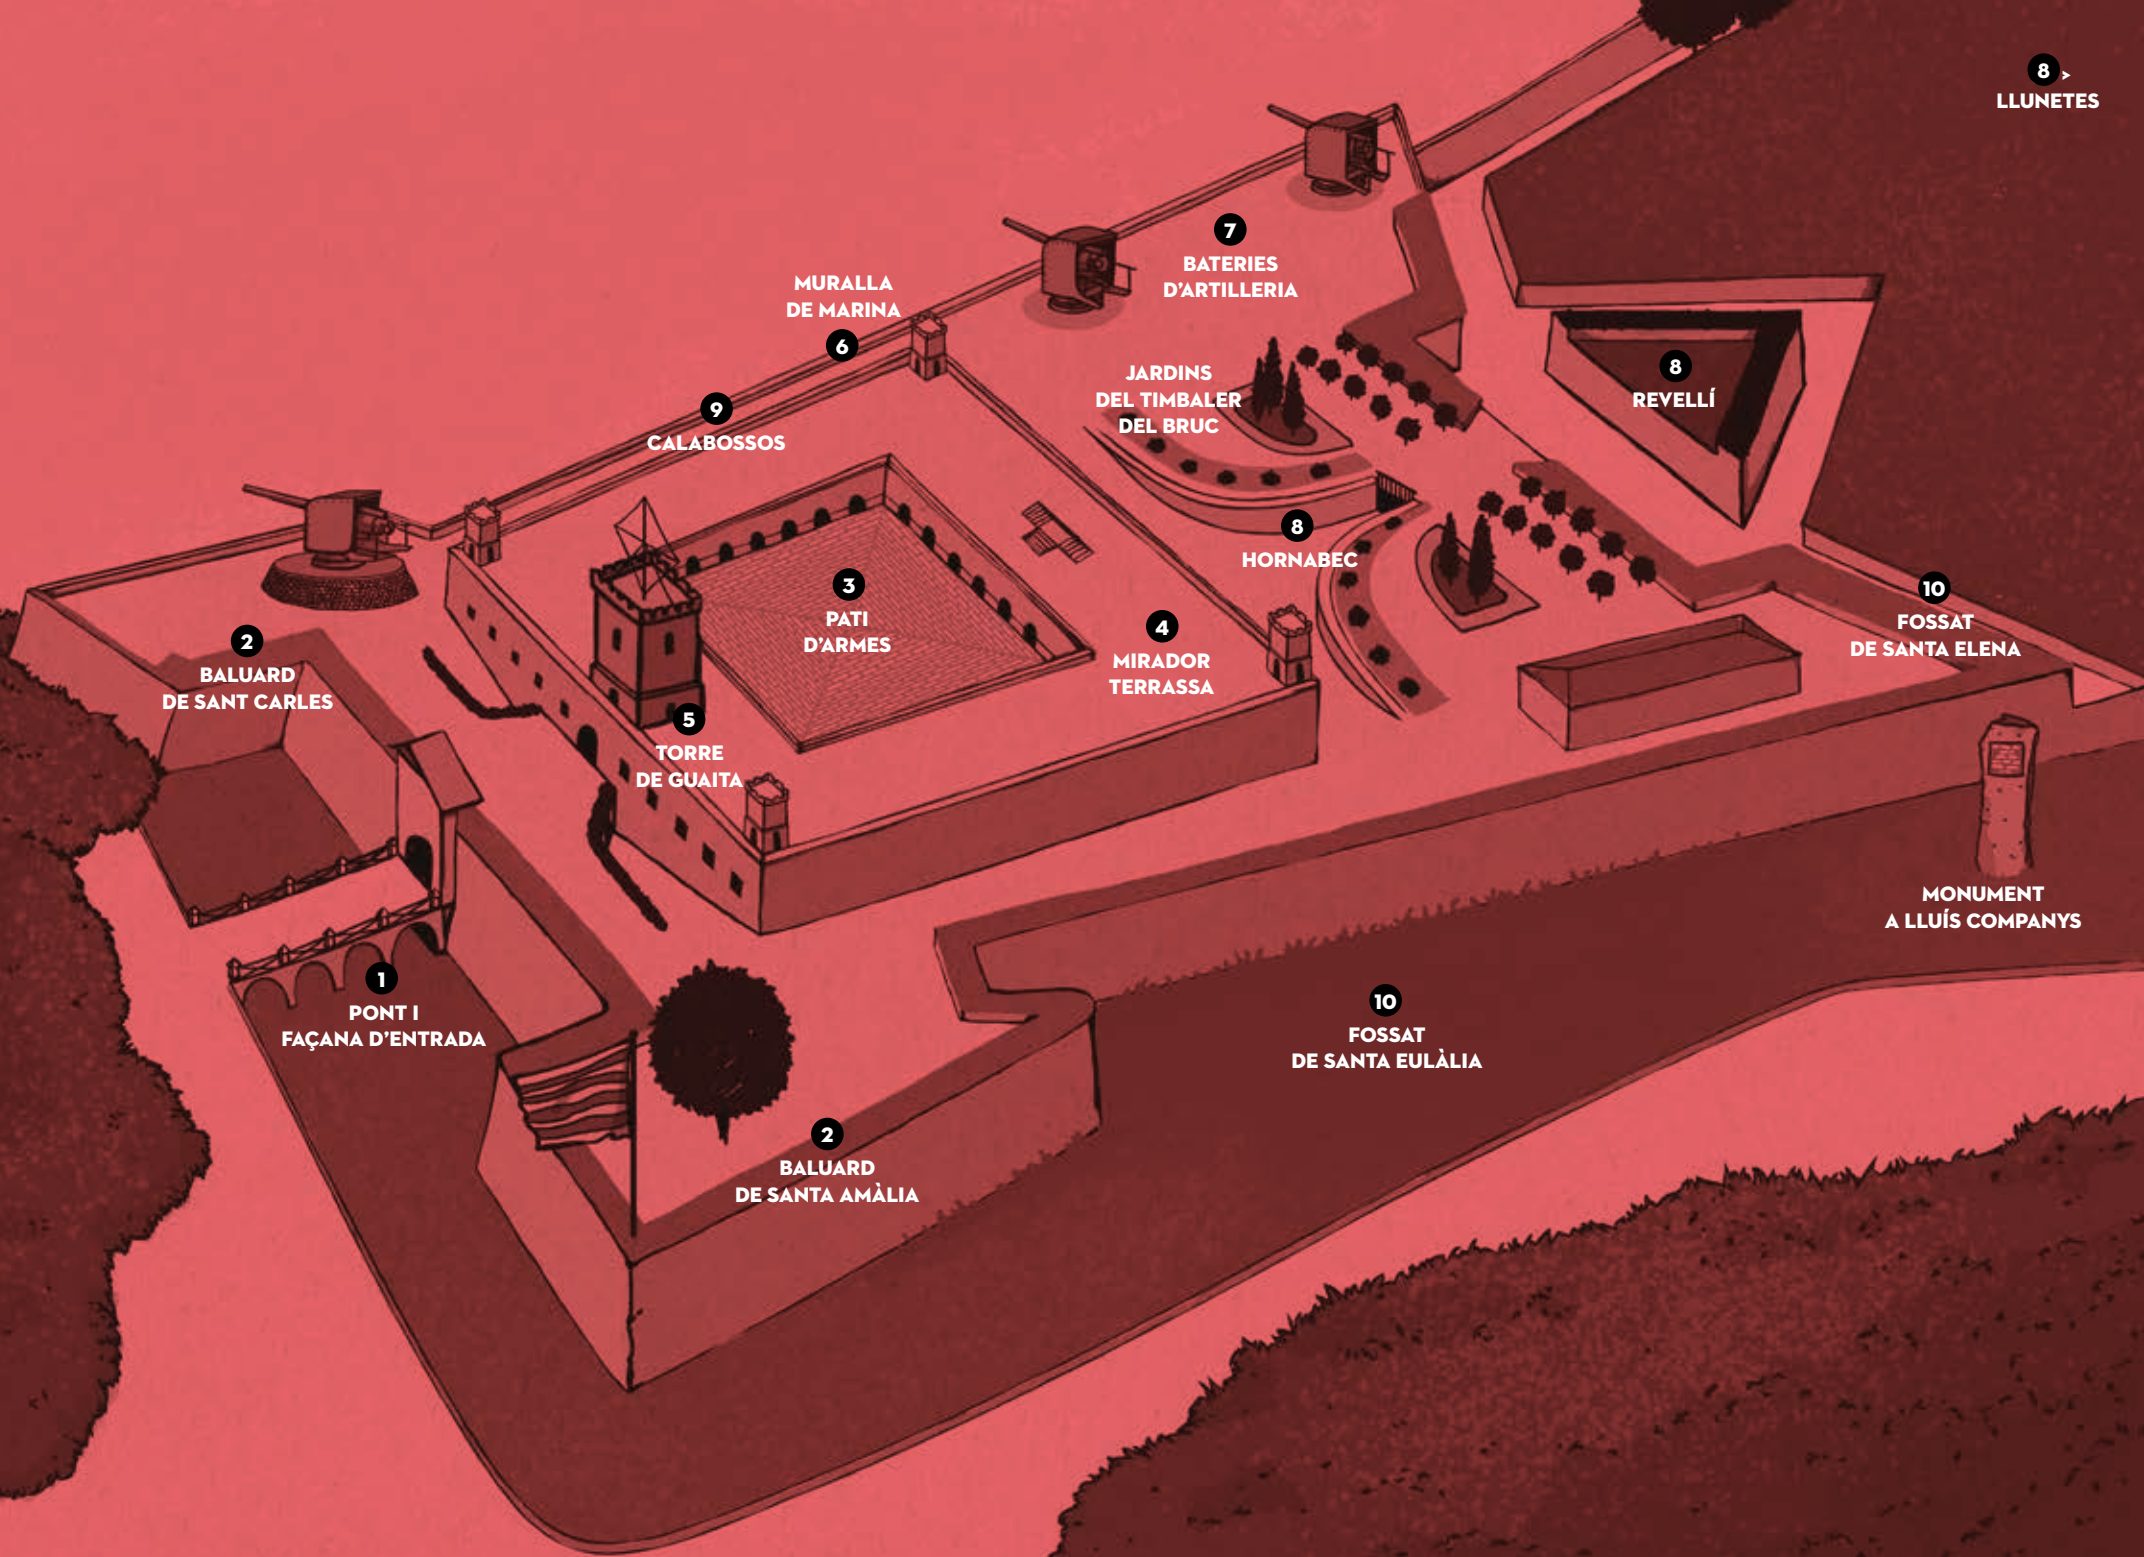 8 >
LLUNETES
7
BATERIES
D'ARTILLERIA
MURALLA
DE MARINA
6
JARDINS
DEL TIMBALER
DEL BRUC
8
REVELLÍ
9
CALABOSSOS
8
HORNABEC
3
PATI
D'ARMES
4
MIRADOR
TERRASSA
10
FOSSAT
DE SANTA ELENA
2
BALUARD
DE SANT CARLES
5
TORRE
DE GUAITA
MONUMENT
A LLUÍS COMPANYS
1
PONT I
FAÇANA D'ENTRADA
10
FOSSAT
DE SANTA EULÀLIA
2
BALUARD
DE SANTA AMÀLIA